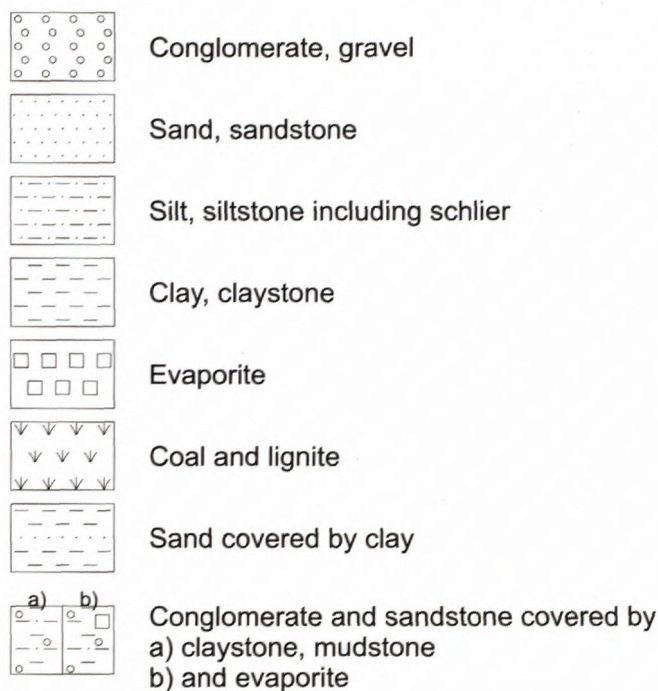 Conglomerate, gravel
Sand, sandstone
Silt, siltstone including schlier
Clay, claystone
Evaporite
Coal and lignite
Sand covered by clay
a) b)
Conglomerate and sandstone covered by
a) claystone, mudstone
b) and evaporite